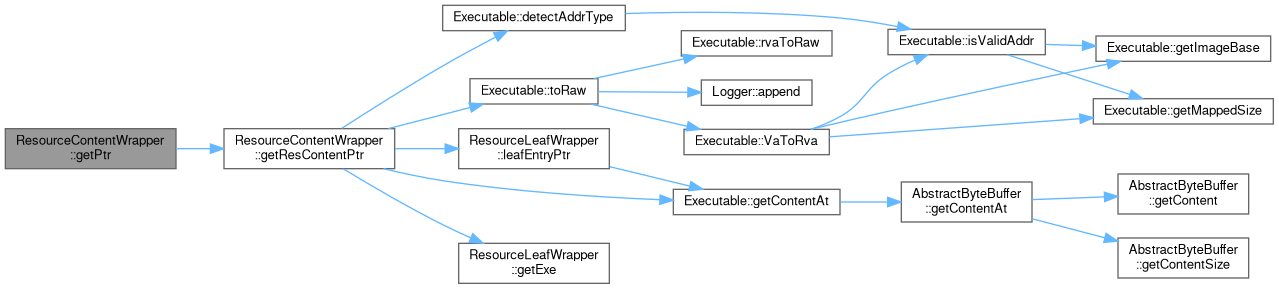 ResourceContentWrapper
::getPtr
ResourceContentWrapper
::getResContentPtr
Executable::detectAddrType
Executable::toRaw
ResourceLeafWrapper
::leafEntryPtr
ResourceLeafWrapper
::getExe
Executable::rvaToRaw
Logger::append
Executable::VaToRva
Executable::getContentAt
Executable::isValidAddr
AbstractByteBuffer
::getContentAt
Executable::getImageBase
Executable::getMappedSize
AbstractByteBuffer
::getContent
AbstractByteBuffer
::getContentSize